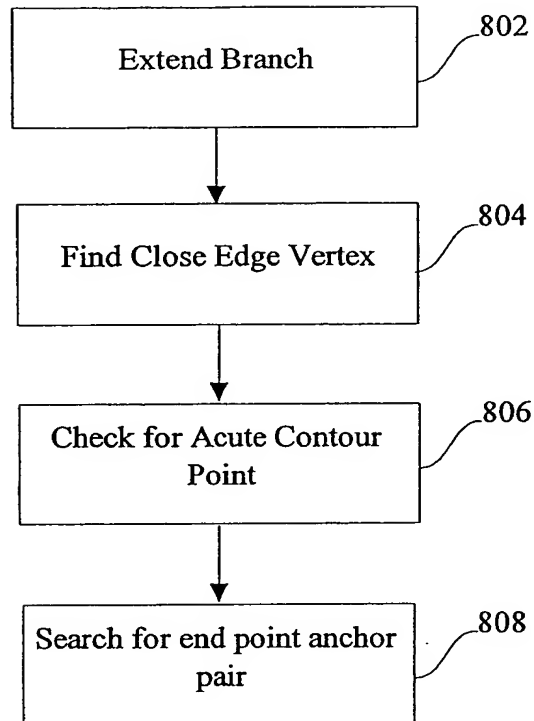 802
Extend Branch
804
Find Close Edge Vertex
806
Check for Acute Contour
Point
808
Search for end point anchor
pair